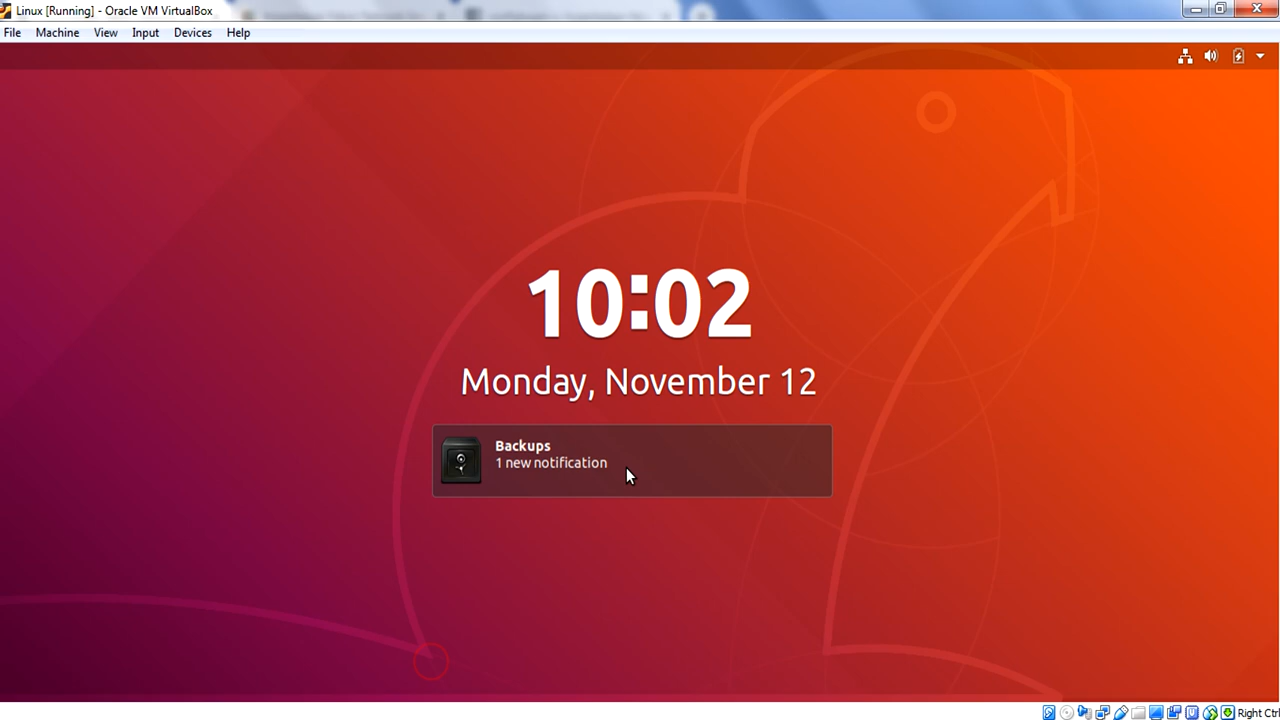 Linux [Running] - Oracle VM VirtualBox
File Machine View Input Devices Help
10:02
Monday, November 12
Backups
1 new notification
Right Ctrl